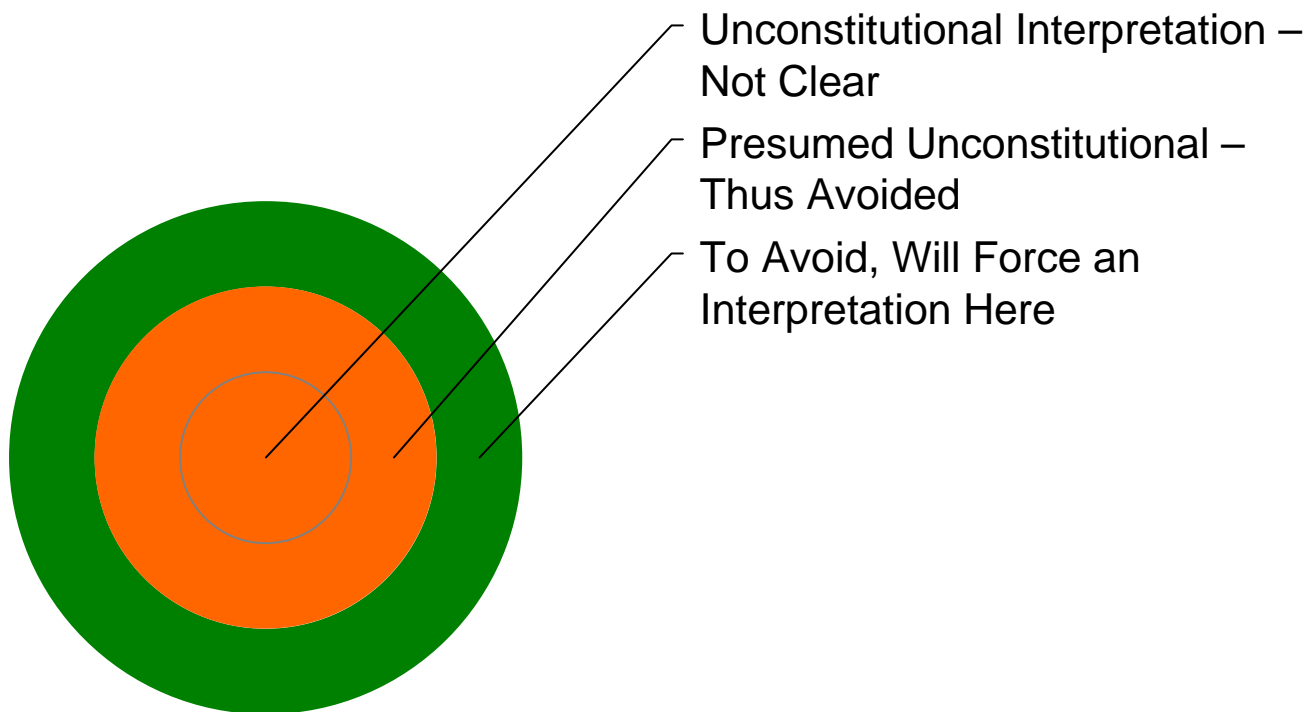 Unconstitutional Interpretation –
Not Clear
Presumed Unconstitutional –
Thus Avoided
To Avoid, Will Force an
Interpretation Here